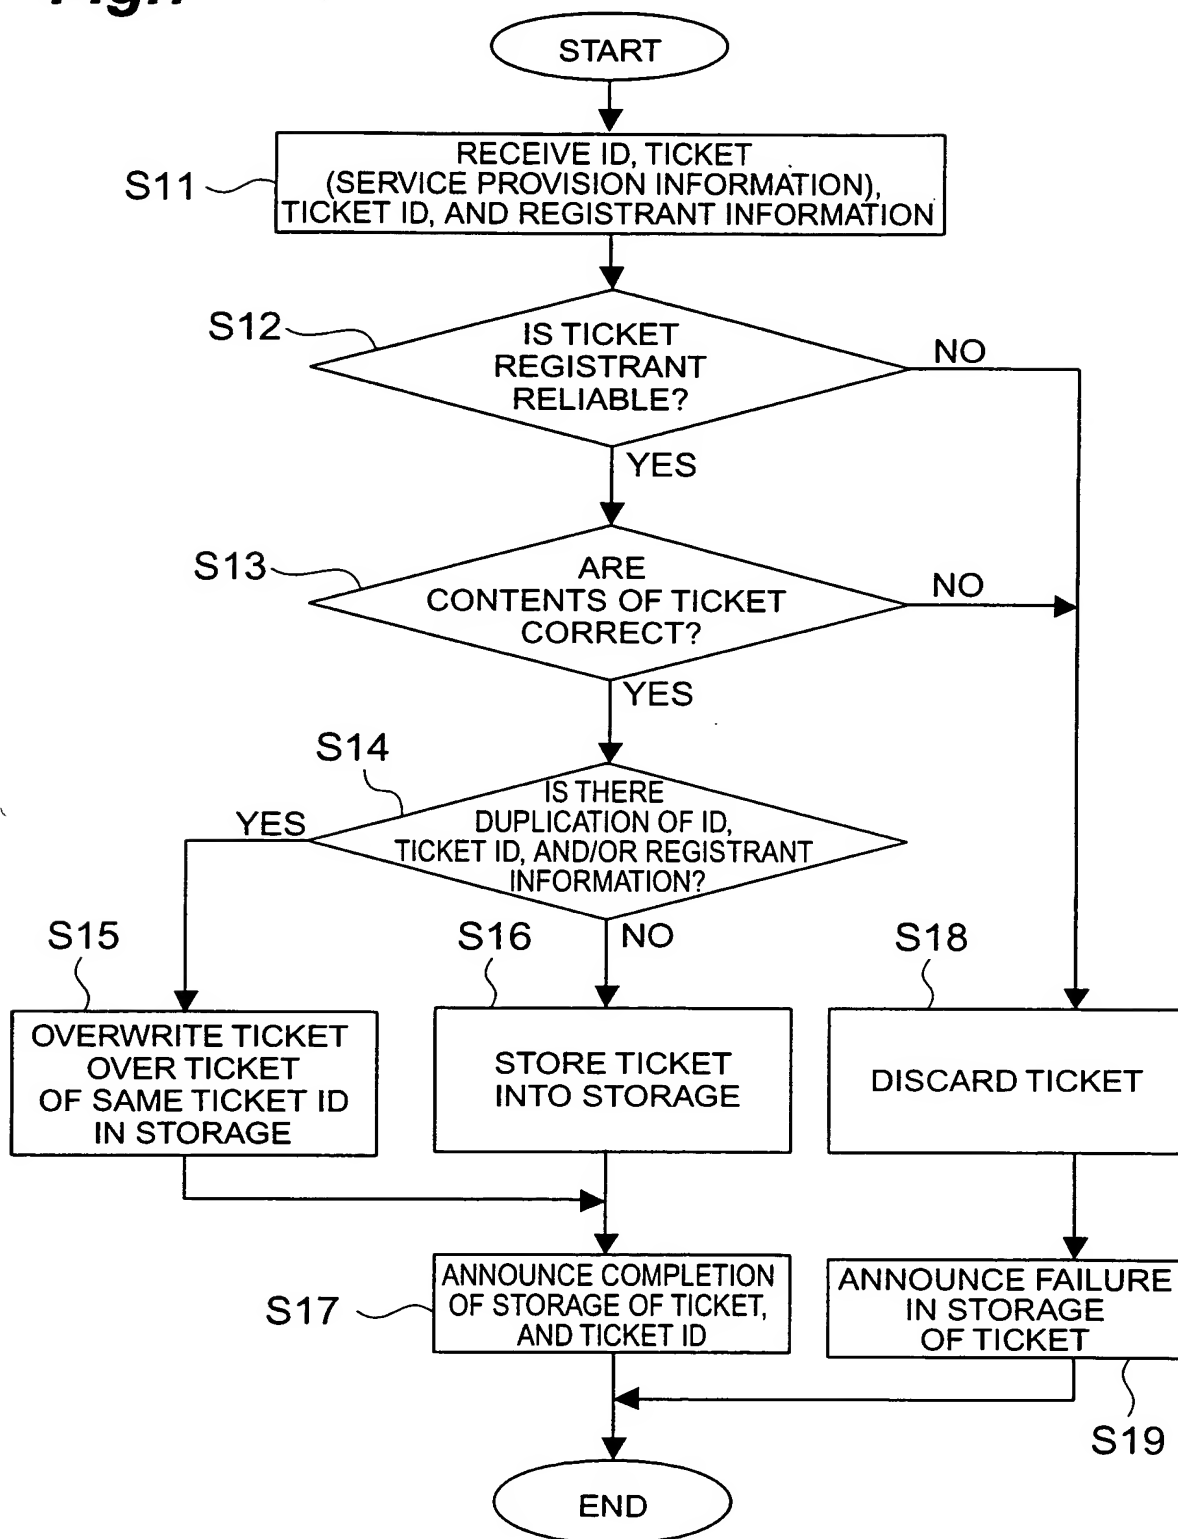 START
S11
RECEIVE ID, TICKET
(SERVICE PROVISION INFORMATION),
TICKET ID, AND REGISTRANT INFORMATION
S12
IS TICKET
REGISTRANT
RELIABLE?
NO
YES
S13
ARE
CONTENTS OF TICKET
CORRECT?
NO
YES
S14
IS THERE
DUPLICATION OF ID,
TICKET ID, AND/OR REGISTRANT
INFORMATION?
YES
NO
S15
OVERWRITE TICKET
OVER TICKET
OF SAME TICKET ID
IN STORAGE
S16
STORE TICKET
INTO STORAGE
S18
DISCARD TICKET
S17
ANNOUNCE COMPLETION
OF STORAGE OF TICKET,
AND TICKET ID
ANNOUNCE FAILURE
IN STORAGE
OF TICKET
S19
END